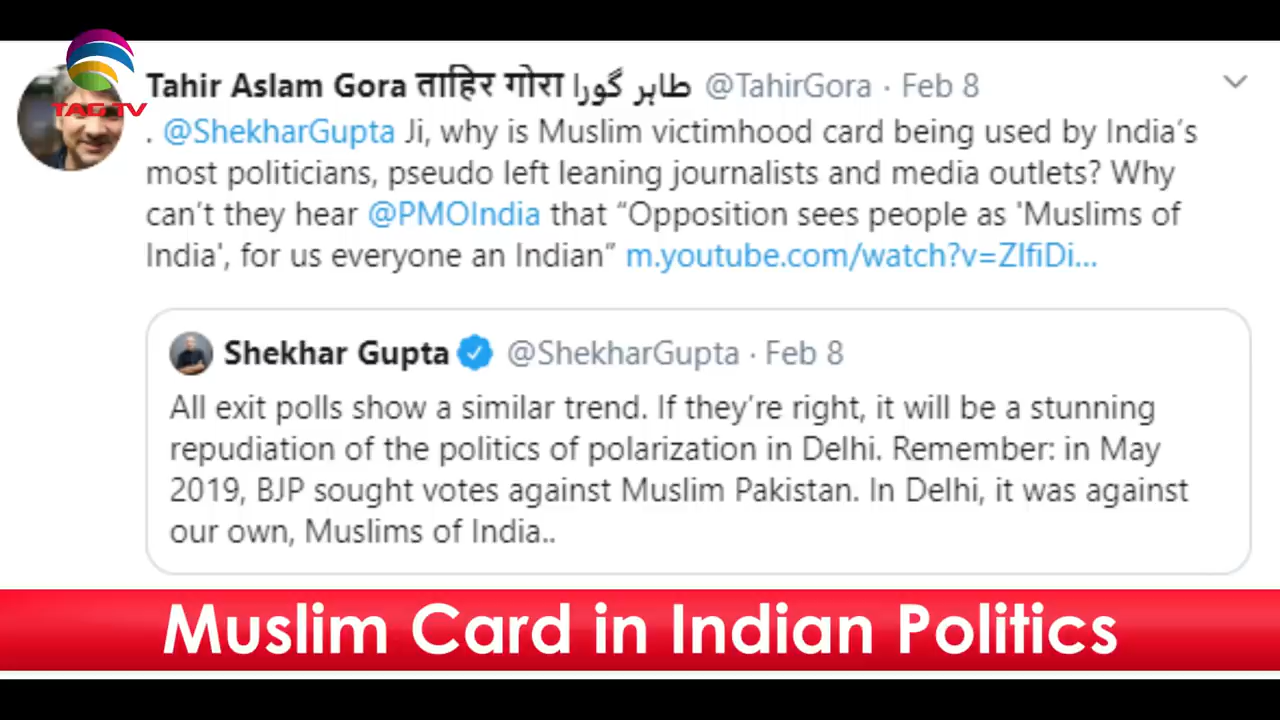 TAG TV
Tahir Aslam Gora ताहिर गोरा طاہر گورا @TahirGora · Feb 8
. @ShekharGupta Ji, why is Muslim victimhood card being used by India’s
most politicians, pseudo left leaning journalists and media outlets? Why
can’t they hear @PMOIndia that “Opposition sees people as 'Muslims of
India', for us everyone an Indian” m.youtube.com/watch?v=ZIfiDi...
Shekhar Gupta @ShekharGupta · Feb 8
All exit polls show a similar trend. If they’re right, it will be a stunning
repudiation of the politics of polarization in Delhi. Remember: in May
2019, BJP sought votes against Muslim Pakistan. In Delhi, it was against
our own, Muslims of India..
Muslim Card in Indian Politics